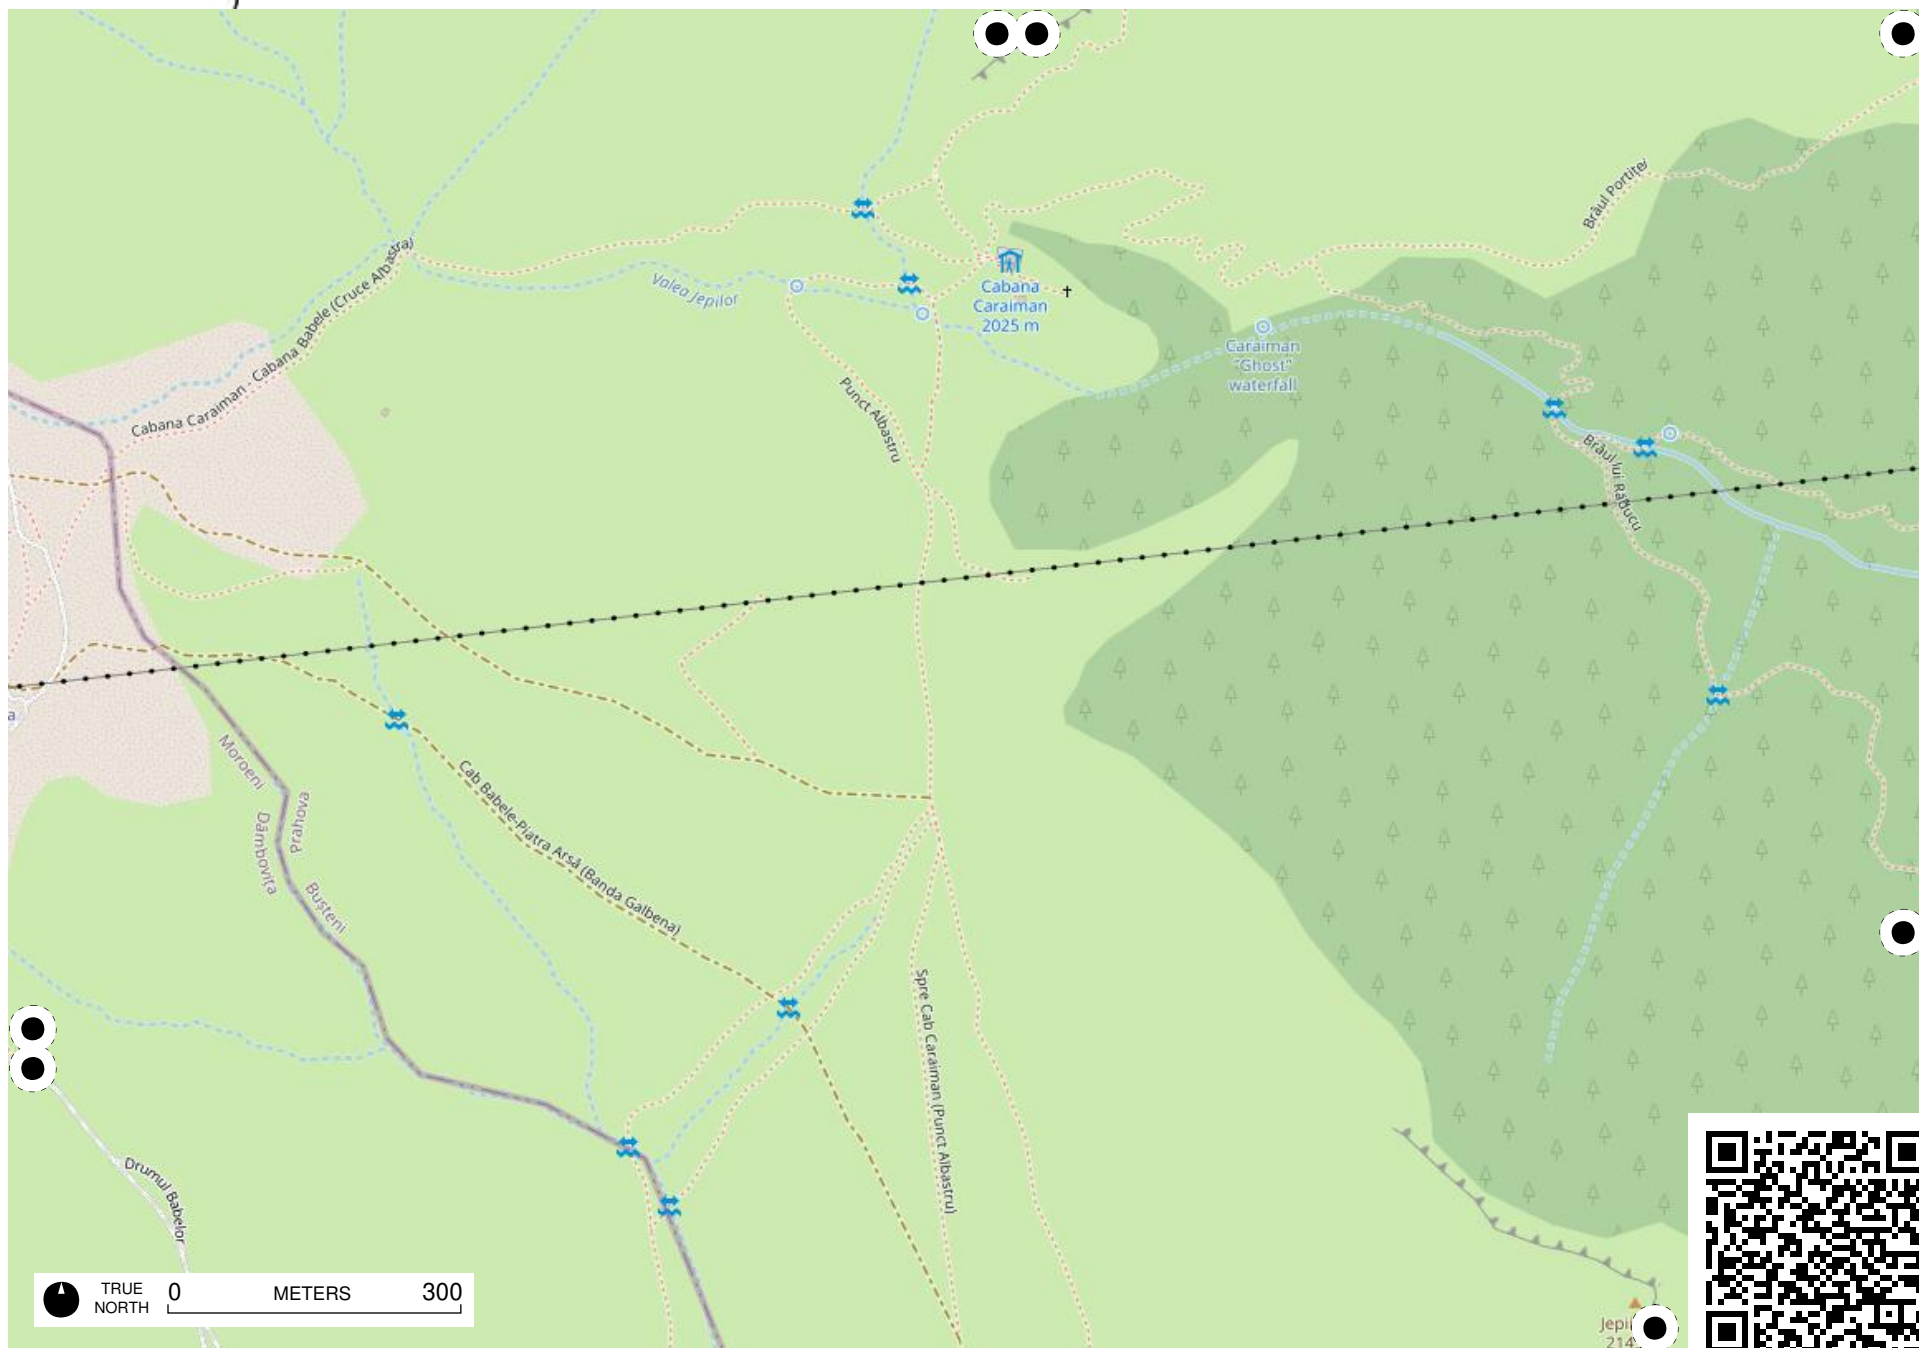 Brâul Portiței
Cabana
Caraiman
2025 m
Valea Jepilor
Cabana Caraiman - Cabana Babele (Cruce Albastra)
Caraiman
"Ghost"
waterfall
Punct Albastru
Brâul lui Răducu
a
Moroeni
Dâmbovița
Prahova
Bușteni
Cab Babele-Piatra Arsă (Banda Galbena)
Spre Cab Caraiman (Punct Albastru)
Drumul Babelor
TRUE
NORTH
0 METERS 300